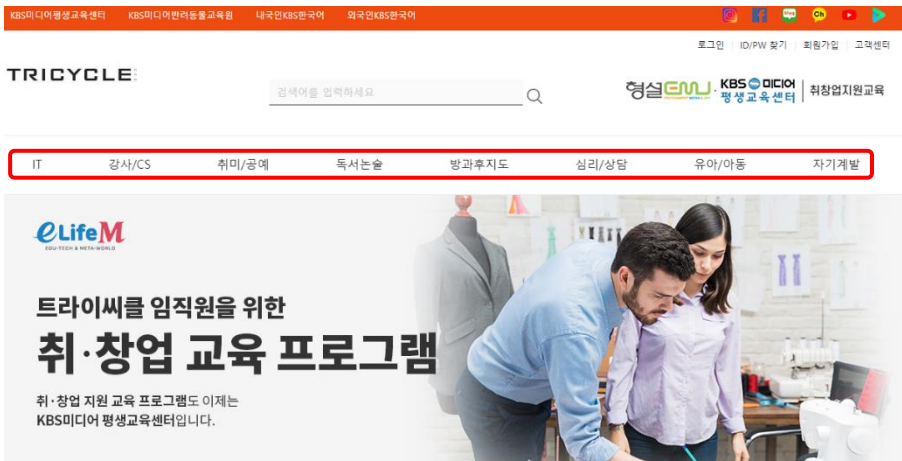 KBS미디어평생교육센터 KBS미디어반려동물교육원 내국인KBS한국어 외국인KBS한국어
로그인 ID/PW 찾기 회원가입 고객센터
TRICYCLE
검색어를 입력하세요
형설EMJ · KBS 미디어 평생교육센터 취창업지원교육
IT 강사/CS 취미/공예 독서논술 방과후지도 심리/상담 유아/아동 자기계발
eLifeM
EDU-TECH & META-WORLD
트라이씨클 임직원을 위한
취·창업 교육 프로그램
취·창업 지원 교육 프로그램도 이제는
KBS미디어 평생교육센터입니다.